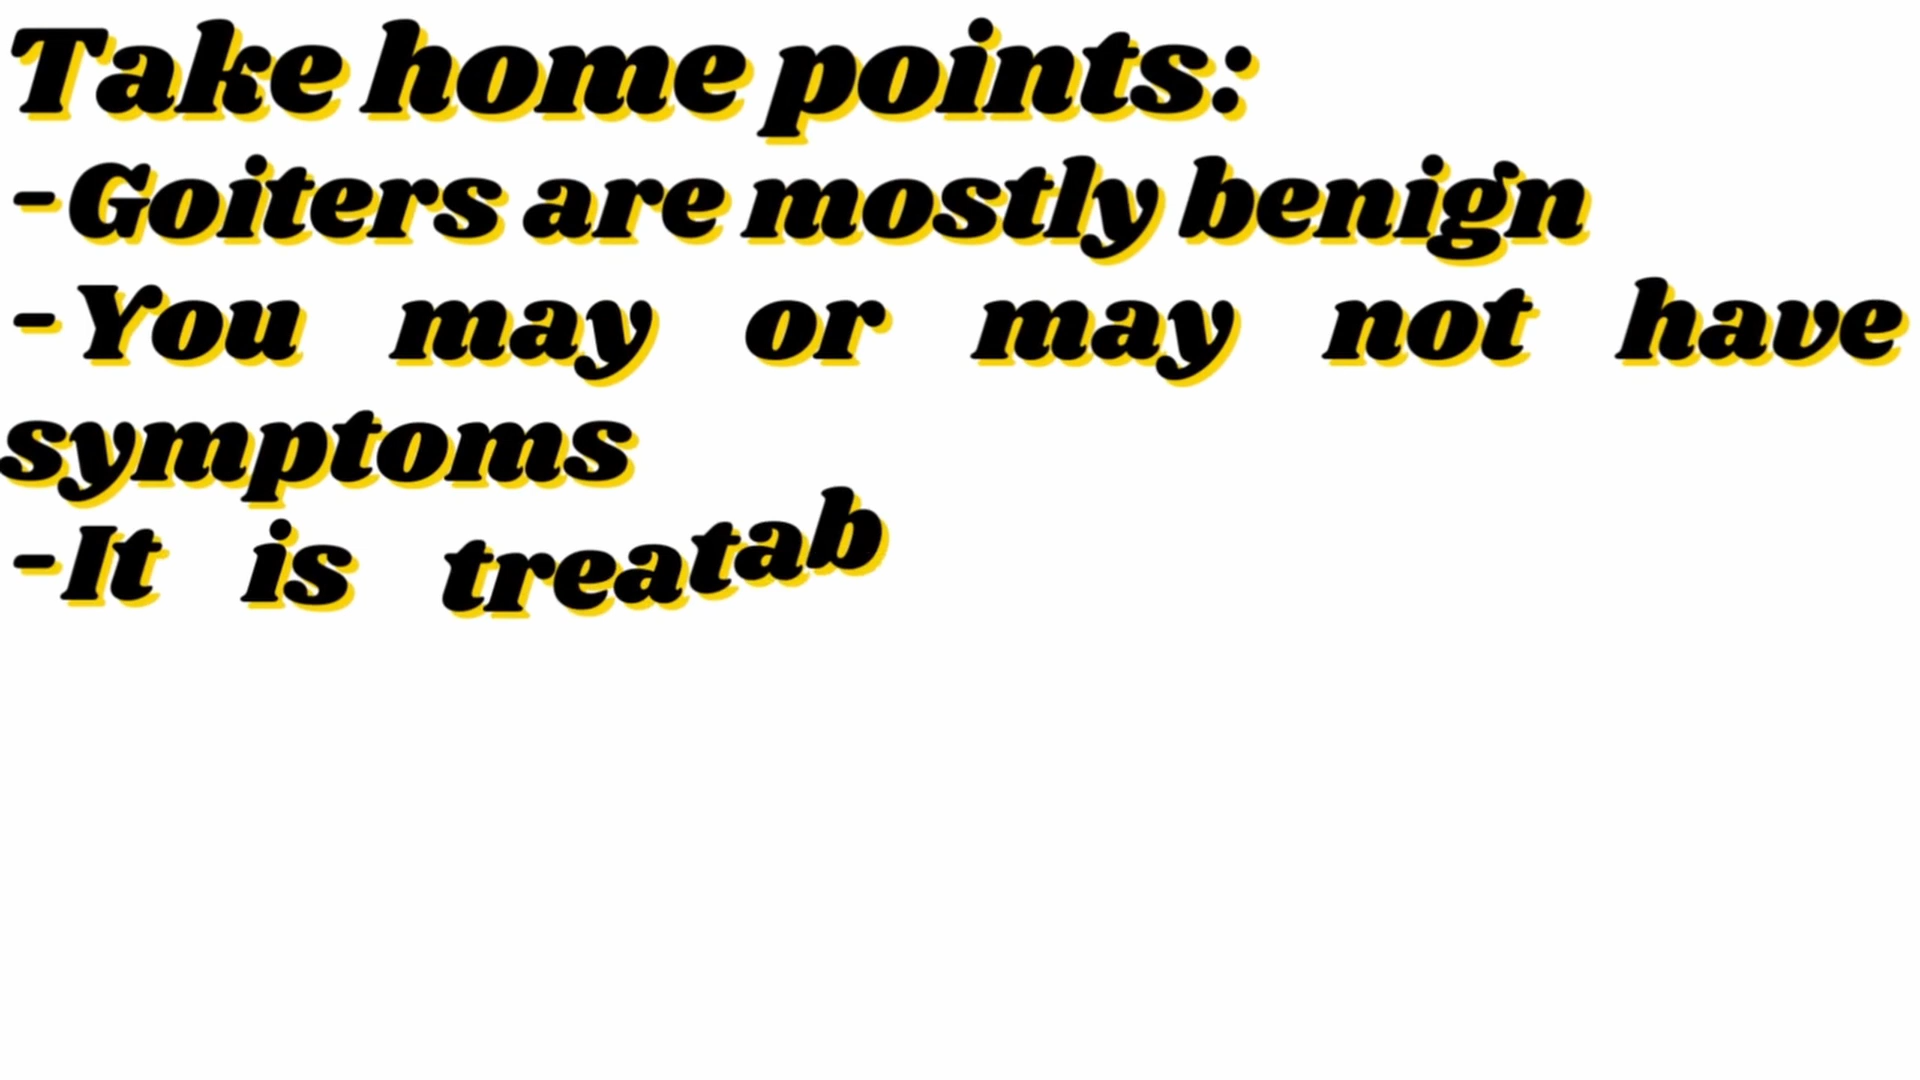 Take home points:
-Goiters are mostly benign
-You may or may not have
symptoms
-It is treatab